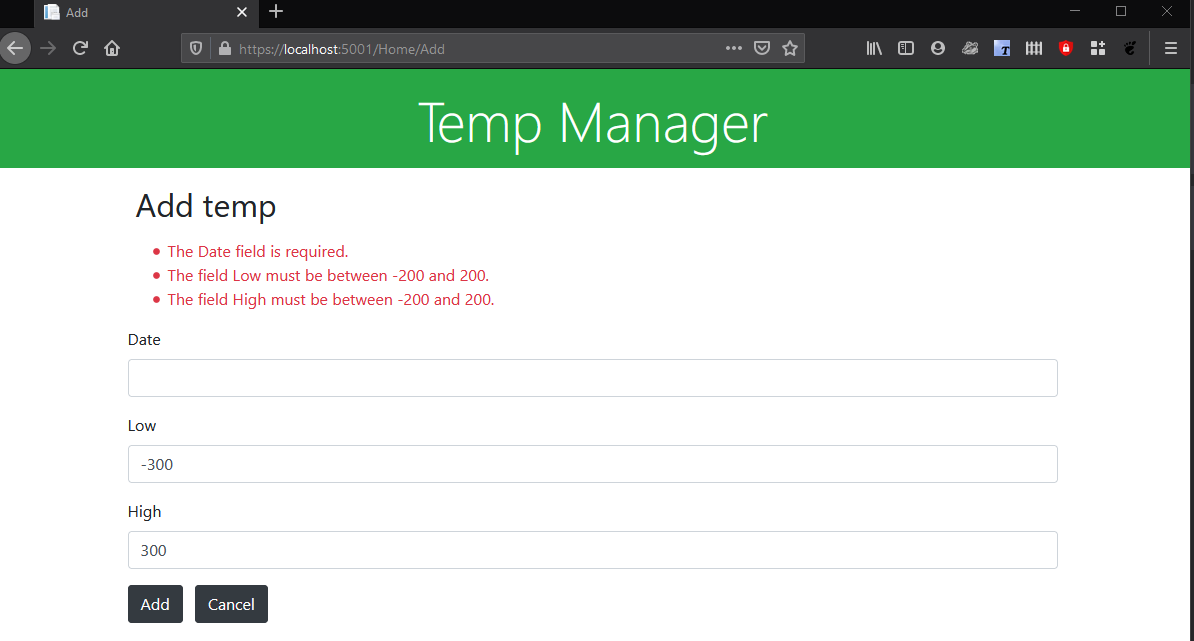 Add
https://localhost:5001/Home/Add
Temp Manager
Add temp
The Date field is required.
The field Low must be between -200 and 200.
The field High must be between -200 and 200.
Date
Low
-300
High
300
Add Cancel